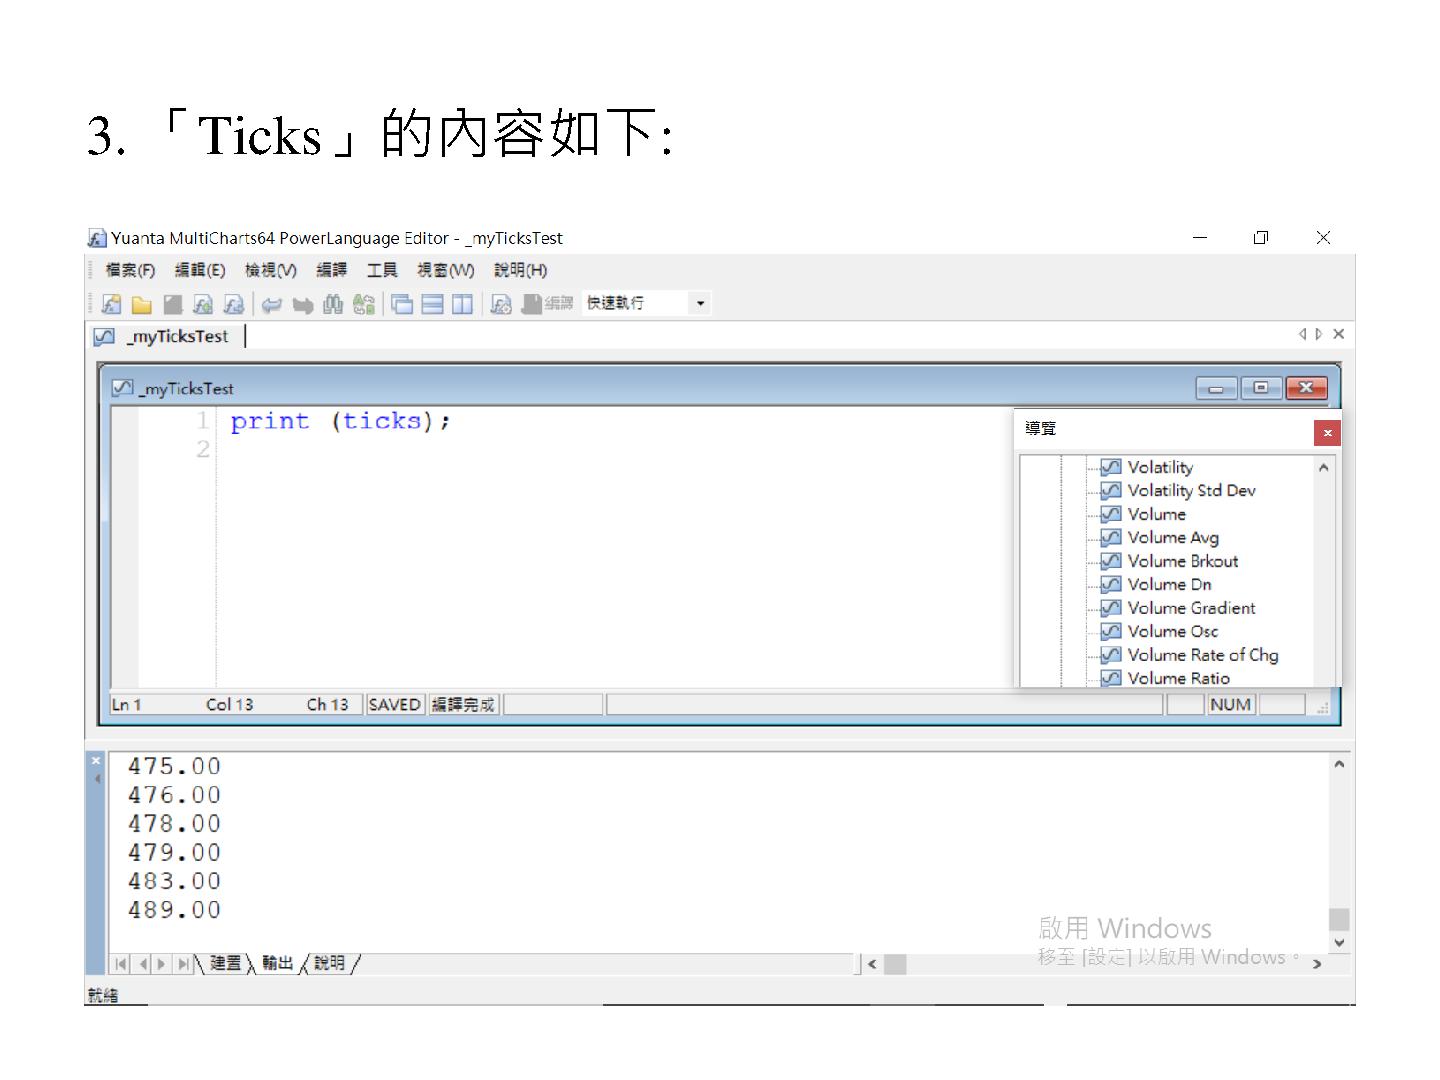 3. 「Ticks」的內容如下:
Yuanta MultiCharts64 PowerLanguage Editor - _myTicksTest
檔案(F) 編輯(E) 檢視(V) 編譯 工具 視窗(W) 說明(H)
編譯 快速執行
_myTicksTest
_myTicksTest
1 print (ticks);
2
導覽
Volatility
Volatility Std Dev
Volume
Volume Avg
Volume Brkout
Volume Dn
Volume Gradient
Volume Osc
Volume Rate of Chg
Volume Ratio
Ln 1 Col 13 Ch 13 SAVED 編譯完成 NUM
475.00
476.00
478.00
479.00
483.00
489.00
啟用 Windows
移至 [設定] 以啟用 Windows。
建置 輸出 說明
就緒